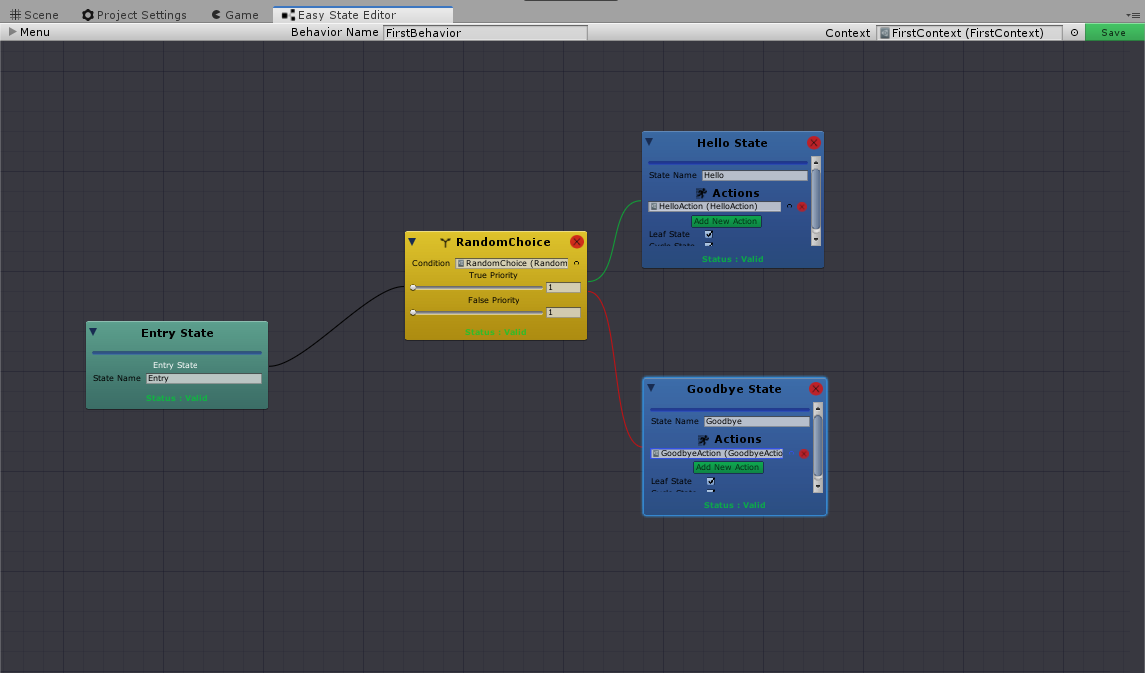 Scene Project Settings Game Easy State Editor
Menu Behavior Name FirstBehavior Context FirstContext (FirstContext) Save
Hello State
State Name Hello
Actions
HelloAction (HelloAction)
Add New Action
Leaf State
Cycle State
Status : Valid
RandomChoice
Condition RandomChoice (Random
True Priority
1
False Priority
1
Status : Valid
Entry State
Entry State
State Name Entry
Status : Valid
Goodbye State
State Name Goodbye
Actions
GoodbyeAction (GoodbyeActio
Add New Action
Leaf State
Cycle State
Status : Valid